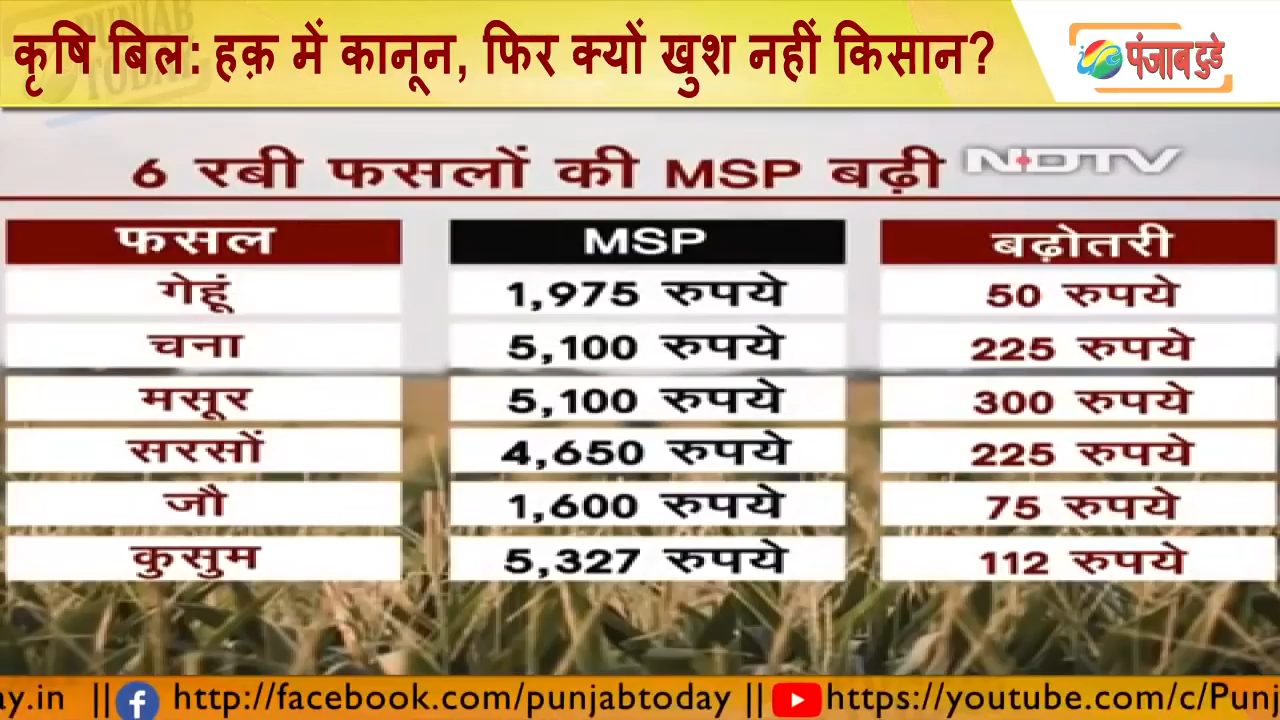 कृषि बिल: हक़ में कानून, फिर क्यों खुश नहीं किसान?
पंजाब टुडे
PUNJAB TODAY
6 रबी फसलों की MSP बढ़ी
NDTV
फसल MSP बढ़ोतरी
गेहूं 1,975 रुपये 50 रुपये
चना 5,100 रुपये 225 रुपये
मसूर 5,100 रुपये 300 रुपये
सरसों 4,650 रुपये 225 रुपये
जौ 1,600 रुपये 75 रुपये
कुसुम 5,327 रुपये 112 रुपये
ay.in || http://facebook.com/punjabtoday || https://youtube.com/c/Punj